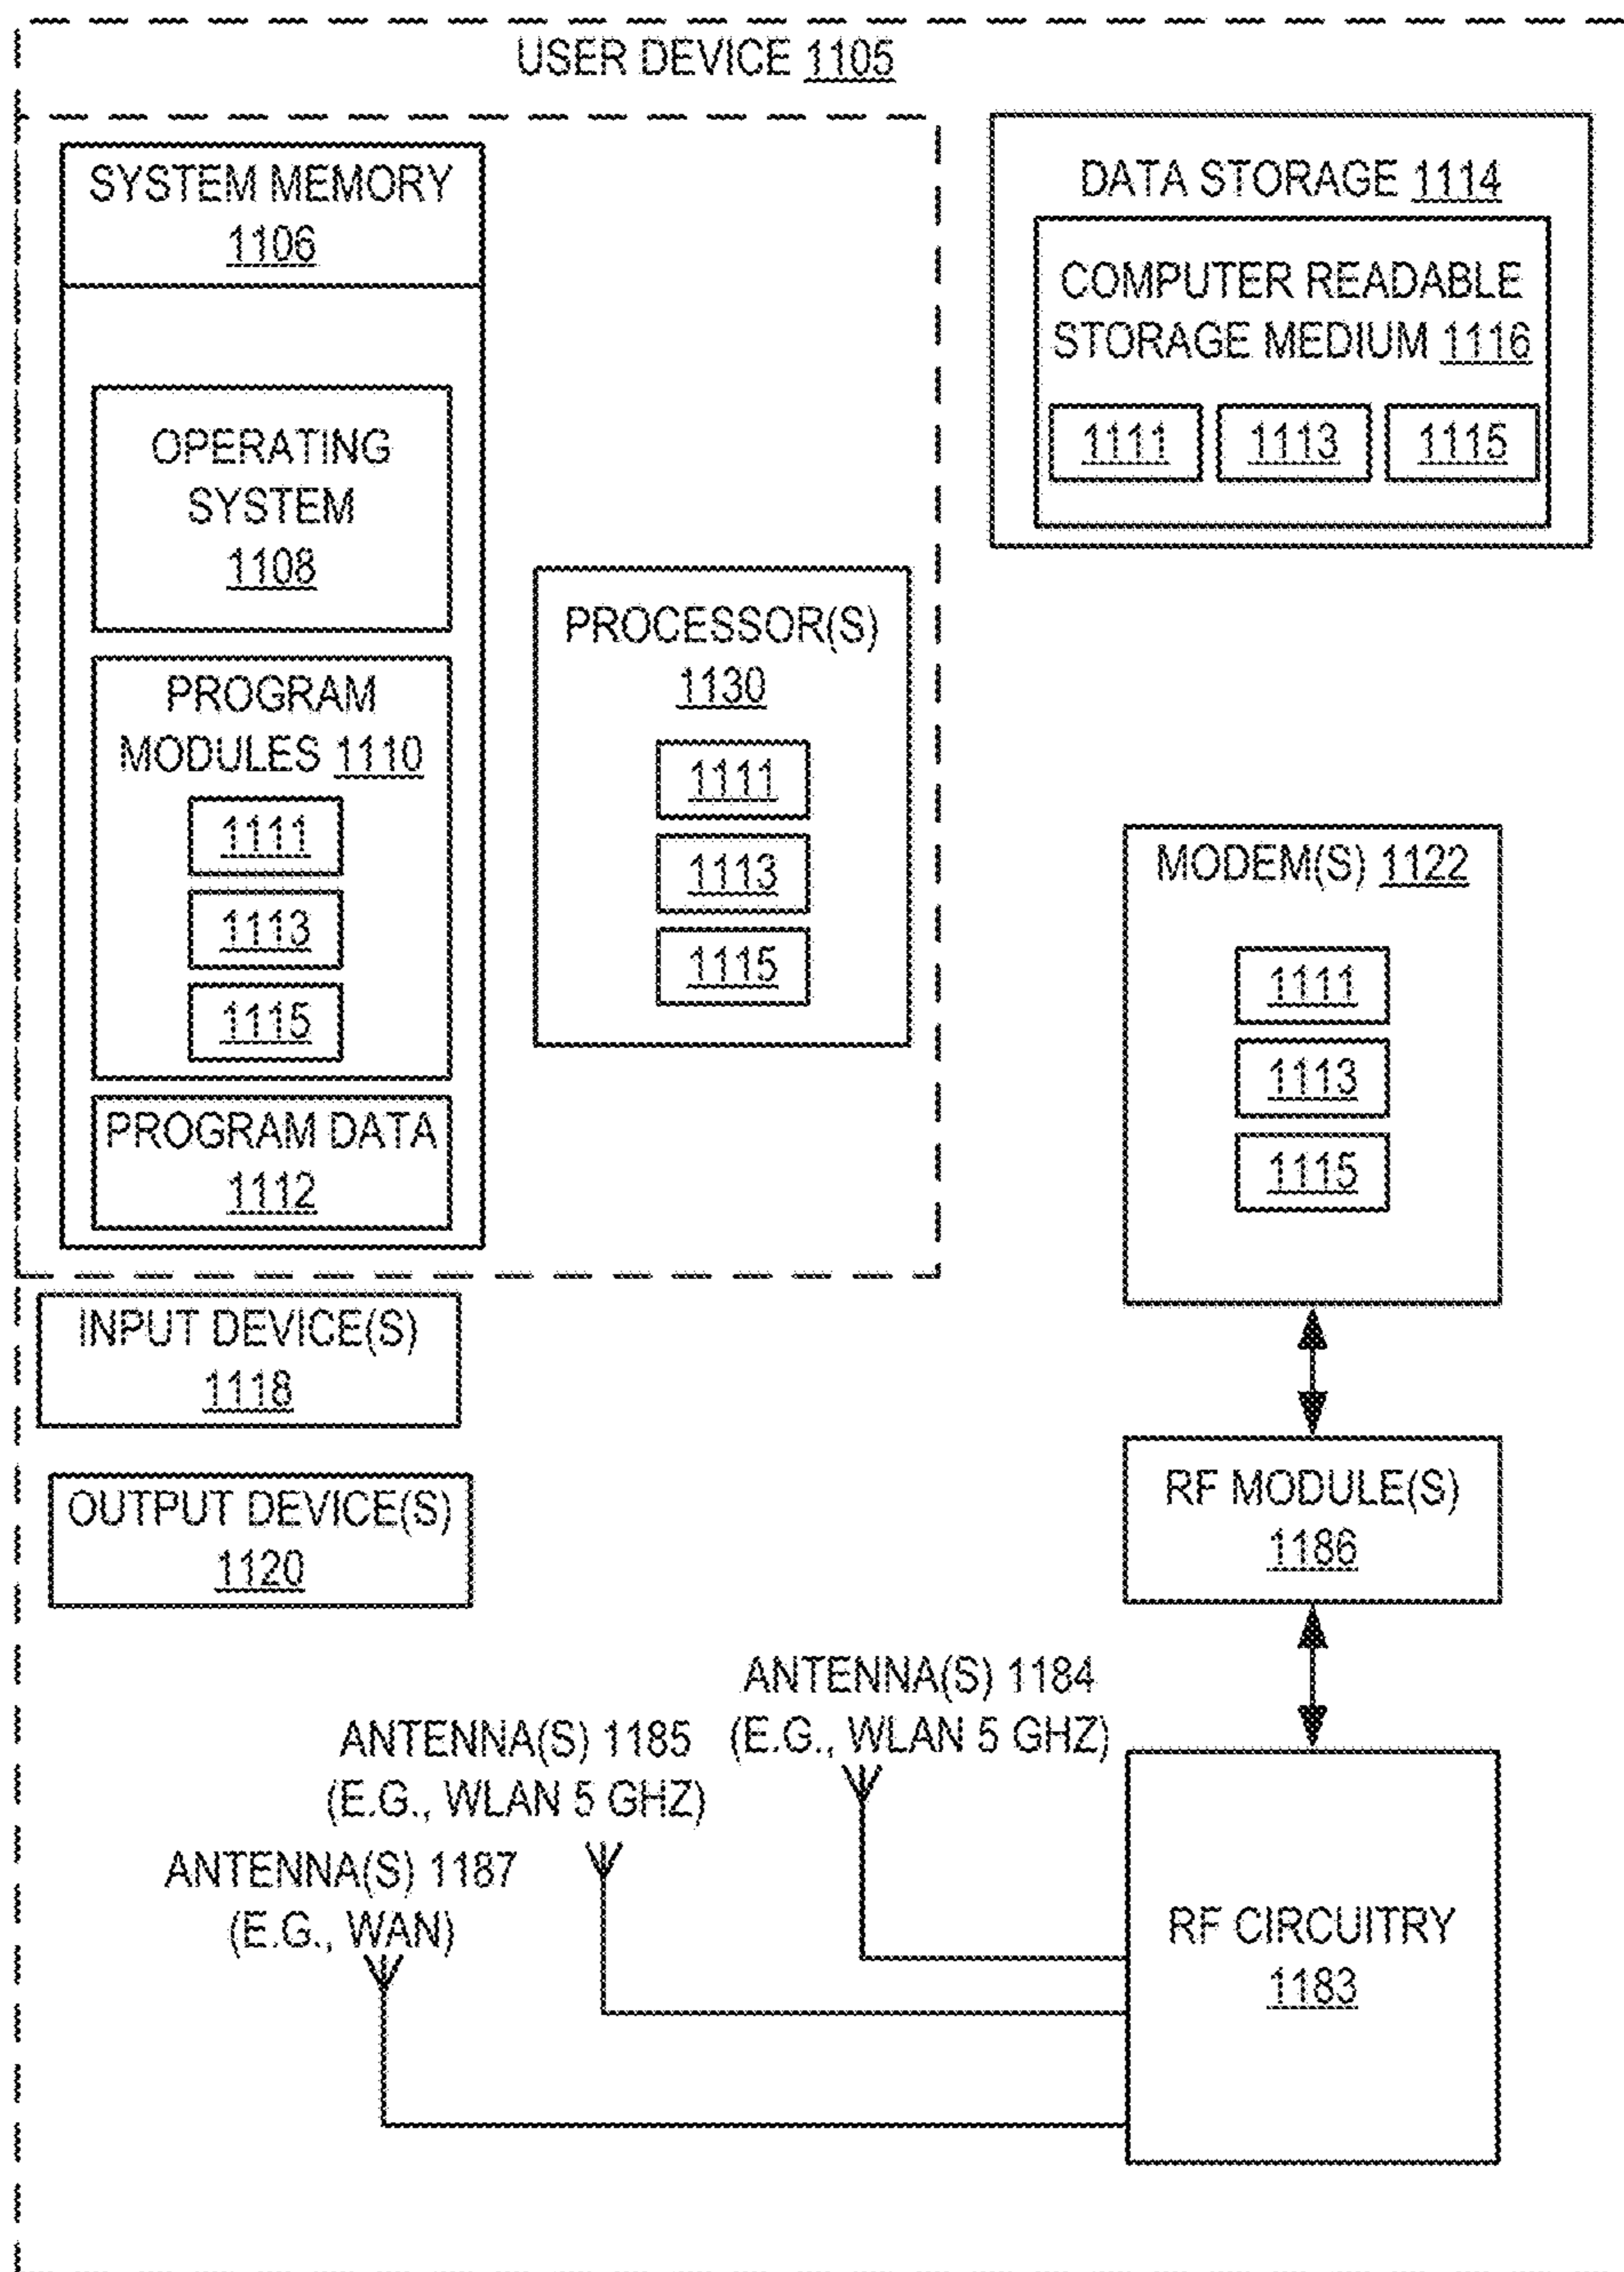 USER DEVICE 1105
SYSTEM MEMORY
1106
OPERATING
SYSTEM
1108
PROGRAM
MODULES 1110
1111
1113
1115
PROGRAM DATA
1112
PROCESSOR(S)
1130
1111
1113
1115
DATA STORAGE 1114
COMPUTER READABLE
STORAGE MEDIUM 1116
1111 1113 1115
MODEM(S) 1122
1111
1113
1115
INPUT DEVICE(S)
1118
OUTPUT DEVICE(S)
1120
RF MODULE(S)
1186
ANTENNA(S) 1184
(E.G., WLAN 5 GHZ)
ANTENNA(S) 1185
(E.G., WLAN 5 GHZ)
ANTENNA(S) 1187
(E.G., WAN)
RF CIRCUITRY
1183